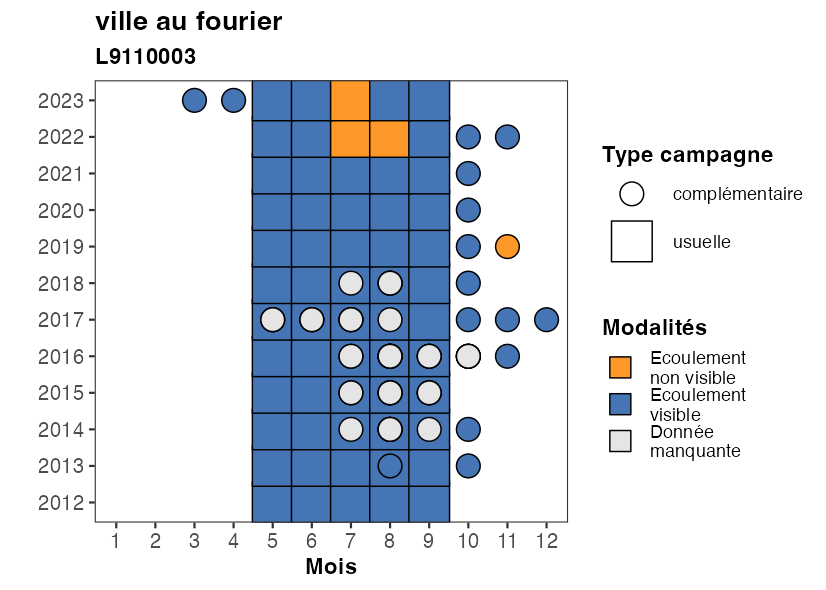 ville au fourier
L9110003
2023
2022
2021
2020
2019
2018
2017
2016
2015
2014
2013
2012
1 2 3 4 5 6 7 8 9 10 11 12
Mois
Type campagne
complémentaire
usuelle
Modalités
Ecoulement
non visible
Ecoulement
visible
Donnée
manquante